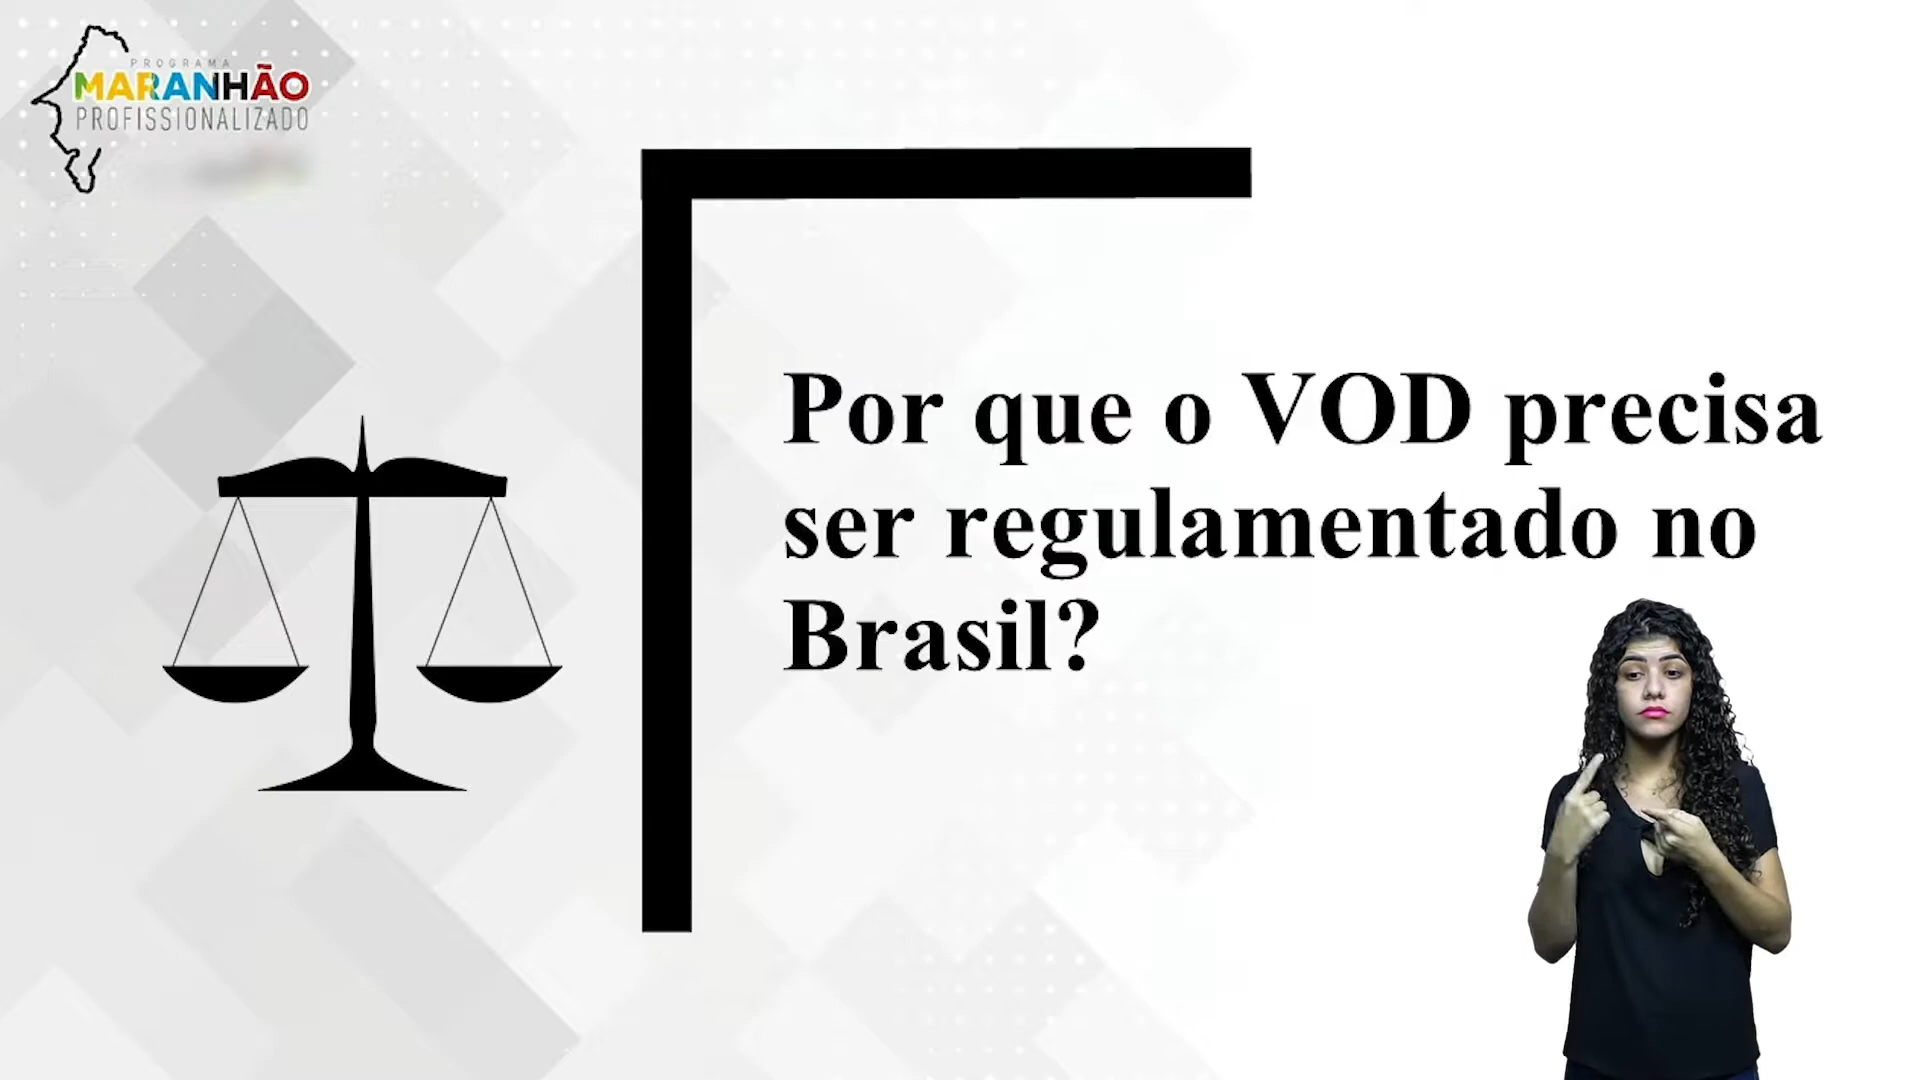 PROGRAMA
MARANHÃO
PROFISSIONALIZADO
Por que o VOD precisa
ser regulamentado no
Brasil?